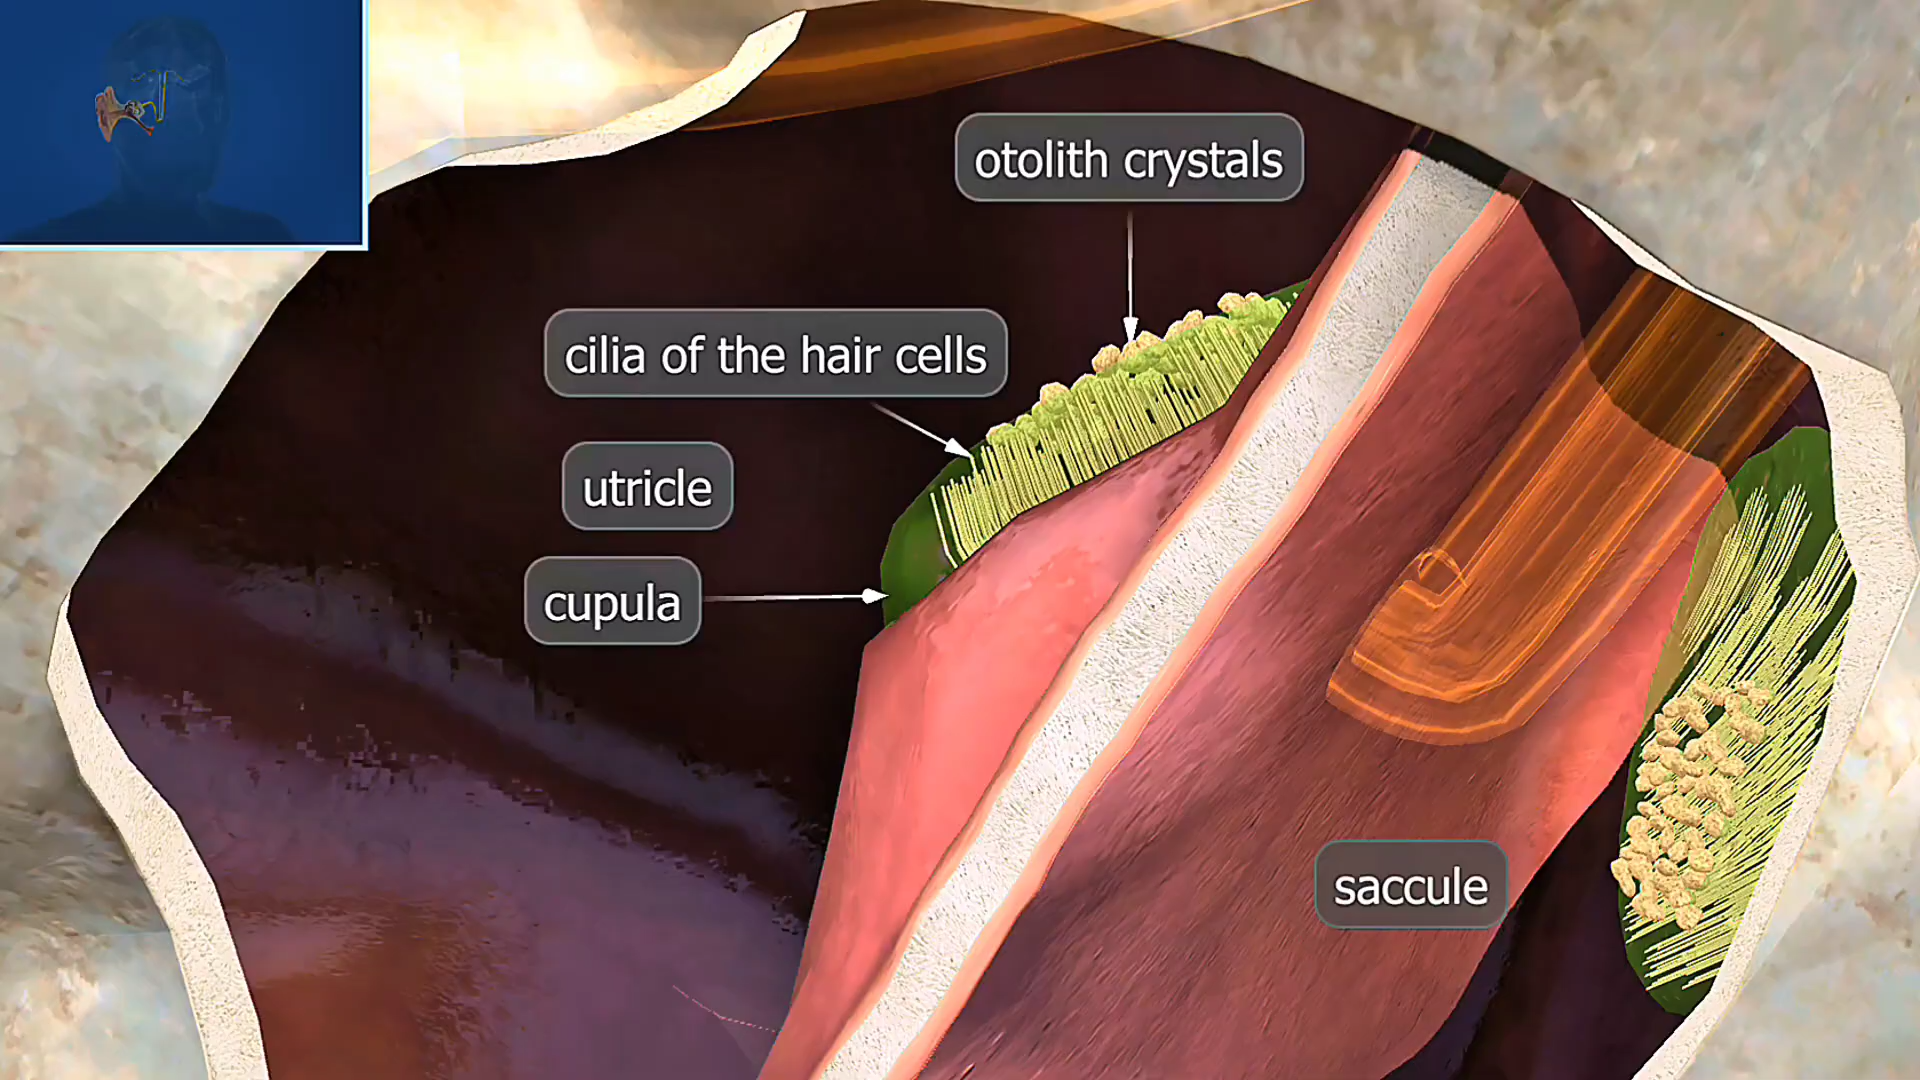 otolith crystals
cilia of the hair cells
utricle
cupula
saccule